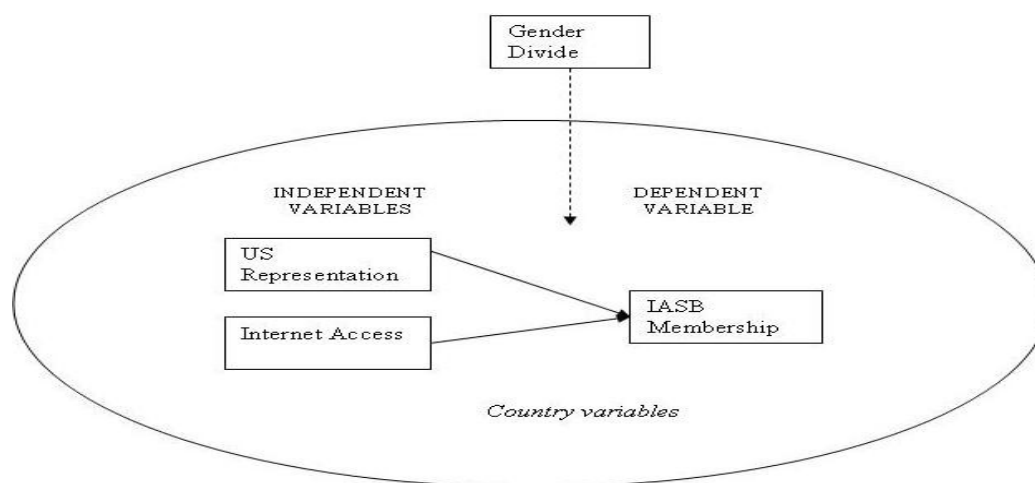 Gender
Divide
INDEPENDENT
VARIABLES
DEPENDENT
VARIABLE
US
Representation
Internet Access
IASB
Membership
Country variables